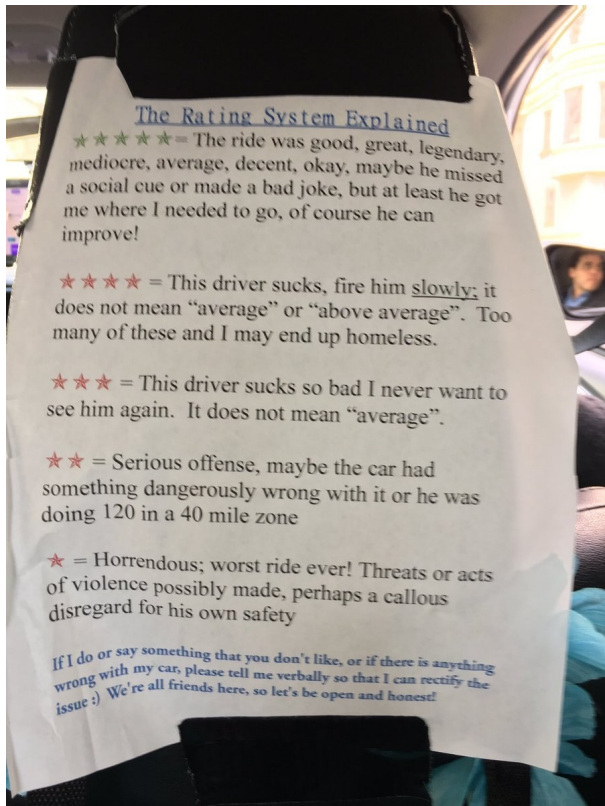 The Rating System Explained
★★★★★= The ride was good, great, legendary,
mediocre, average, decent, okay, maybe he missed
a social cue or made a bad joke, but at least he got
me where I needed to go, of course he can
improve!
★★★★ = This driver sucks, fire him slowly; it
does not mean “average” or “above average”. Too
many of these and I may end up homeless.
★★★ = This driver sucks so bad I never want to
see him again. It does not mean “average”.
★★ = Serious offense, maybe the car had
something dangerously wrong with it or he was
doing 120 in a 40 mile zone
★ = Horrendous; worst ride ever! Threats or acts
of violence possibly made, perhaps a callous
disregard for his own safety
If I do or say something that you don't like, or if there is anything
wrong with my car, please tell me verbally so that I can rectify the
issue :) We're all friends here, so let's be open and honest!